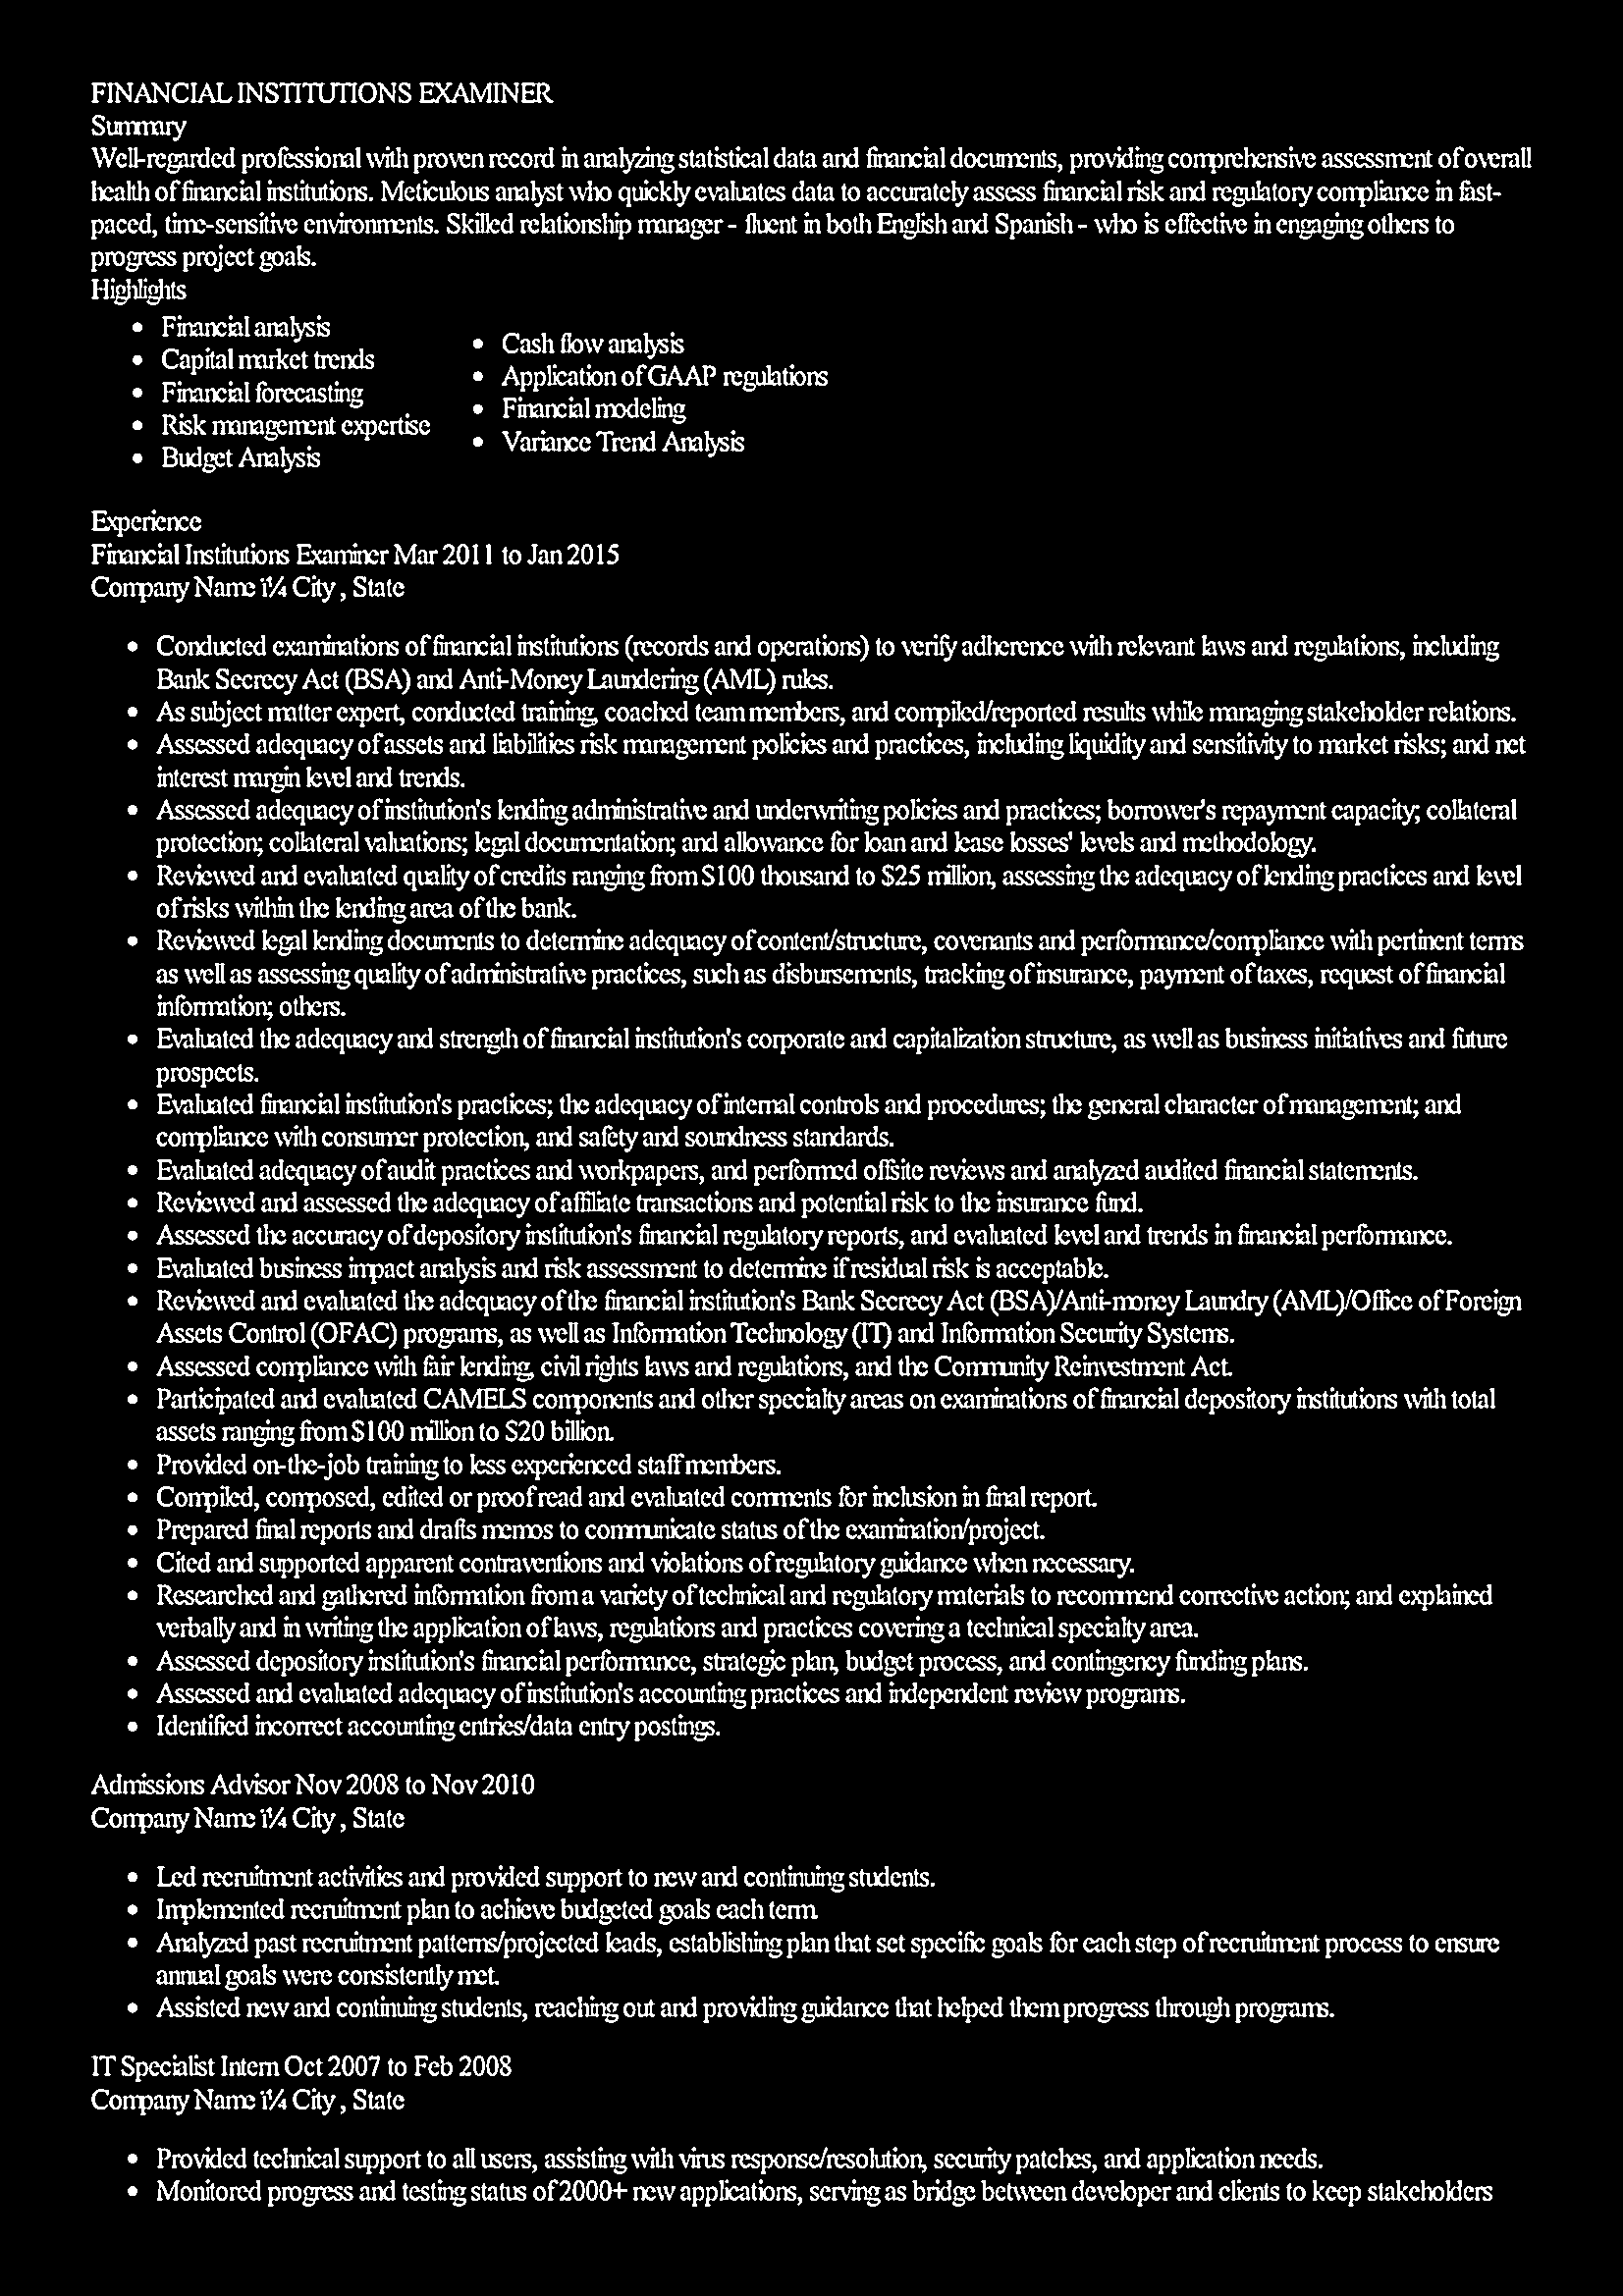 FINANCIAL INSTITUTIONS EXAMINER
Summary
Well-regarded professional with proven record in analyzing statistical data and financial documents, providing comprehensive assessment of overall
health of financial institutions. Meticulous analyst who quickly evaluates data to accurately assess financial risk and regulatory compliance in fast-
paced, time-sensitive environments. Skilled relationship manager - fluent in both English and Spanish - who is effective in engaging others to
progress project goals.
Highlights
• Financial analysis
• Capital market trends
• Financial forecasting
• Risk management expertise
• Budget Analysis
• Cash flow analysis
• Application of GAAP regulations
• Financial modeling
• Variance Trend Analysis
Experience
Financial Institutions Examiner Mar 2011 to Jan 2015
Company Name ï¼ City , State
• Conducted examinations of financial institutions (records and operations) to verify adherence with relevant laws and regulations, including
Bank Secrecy Act (BSA) and Anti-Money Laundering (AML) rules.
• As subject matter expert, conducted training, coached team members, and compiled/reported results while managing stakeholder relations.
• Assessed adequacy of assets and liabilities risk management policies and practices, including liquidity and sensitivity to market risks; and net
interest margin level and trends.
• Assessed adequacy of institution's lending administrative and underwriting policies and practices; borrower's repayment capacity; collateral
protection; collateral valuations; legal documentation; and allowance for loan and lease losses' levels and methodology.
• Reviewed and evaluated quality of credits ranging from $100 thousand to $25 million, assessing the adequacy of lending practices and level
of risks within the lending area of the bank.
• Reviewed legal lending documents to determine adequacy of content/structure, covenants and performance/compliance with pertinent terms
as well as assessing quality of administrative practices, such as disbursements, tracking of insurance, payment of taxes, request of financial
information; others.
• Evaluated the adequacy and strength of financial institution's corporate and capitalization structure, as well as business initiatives and future
prospects.
• Evaluated financial institution's practices; the adequacy of internal controls and procedures; the general character of management; and
compliance with consumer protection, and safety and soundness standards.
• Evaluated adequacy of audit practices and workpapers, and performed offsite reviews and analyzed audited financial statements.
• Reviewed and assessed the adequacy of affiliate transactions and potential risk to the insurance fund.
• Assessed the accuracy of depository institution's financial regulatory reports, and evaluated level and trends in financial performance.
• Evaluated business impact analysis and risk assessment to determine if residual risk is acceptable.
• Reviewed and evaluated the adequacy of the financial institution's Bank Secrecy Act (BSA)/Anti-money Laundry (AML)/Office of Foreign
Assets Control (OFAC) programs, as well as Information Technology (IT) and Information Security Systems.
• Assessed compliance with fair lending, civil rights laws and regulations, and the Community Reinvestment Act.
• Participated and evaluated CAMELS components and other specialty areas on examinations of financial depository institutions with total
assets ranging from $100 million to $20 billion.
• Provided on-the-job training to less experienced staff members.
• Compiled, composed, edited or proof read and evaluated comments for inclusion in final report.
• Prepared final reports and drafts memos to communicate status of the examination/project.
• Cited and supported apparent contraventions and violations of regulatory guidance when necessary.
• Researched and gathered information from a variety of technical and regulatory materials to recommend corrective action; and explained
verbally and in writing the application of laws, regulations and practices covering a technical specialty area.
• Assessed depository institution's financial performance, strategic plan, budget process, and contingency funding plans.
• Assessed and evaluated adequacy of institution's accounting practices and independent review programs.
• Identified incorrect accounting entries/data entry postings.
Admissions Advisor Nov 2008 to Nov 2010
Company Name ï¼ City , State
• Led recruitment activities and provided support to new and continuing students.
• Implemented recruitment plan to achieve budgeted goals each term.
• Analyzed past recruitment patterns/projected leads, establishing plan that set specific goals for each step of recruitment process to ensure
annual goals were consistently met.
• Assisted new and continuing students, reaching out and providing guidance that helped them progress through programs.
IT Specialist Intern Oct 2007 to Feb 2008
Company Name ï¼ City , State
• Provided technical support to all users, assisting with virus response/resolution, security patches, and application needs.
• Monitored progress and testing status of 2000+ new applications, serving as bridge between developer and clients to keep stakeholders